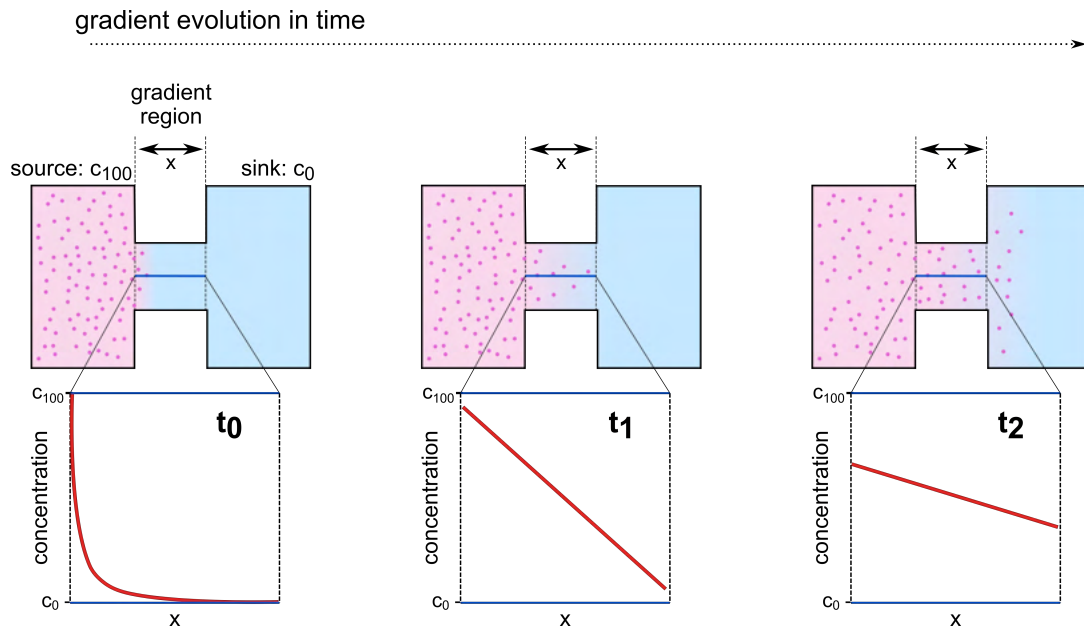 gradient evolution in time
gradient
region
x
source: c100
sink: c0
x
x
c100
t0
concentration
c0
x
c100
t1
concentration
c0
x
c100
t2
concentration
c0
x